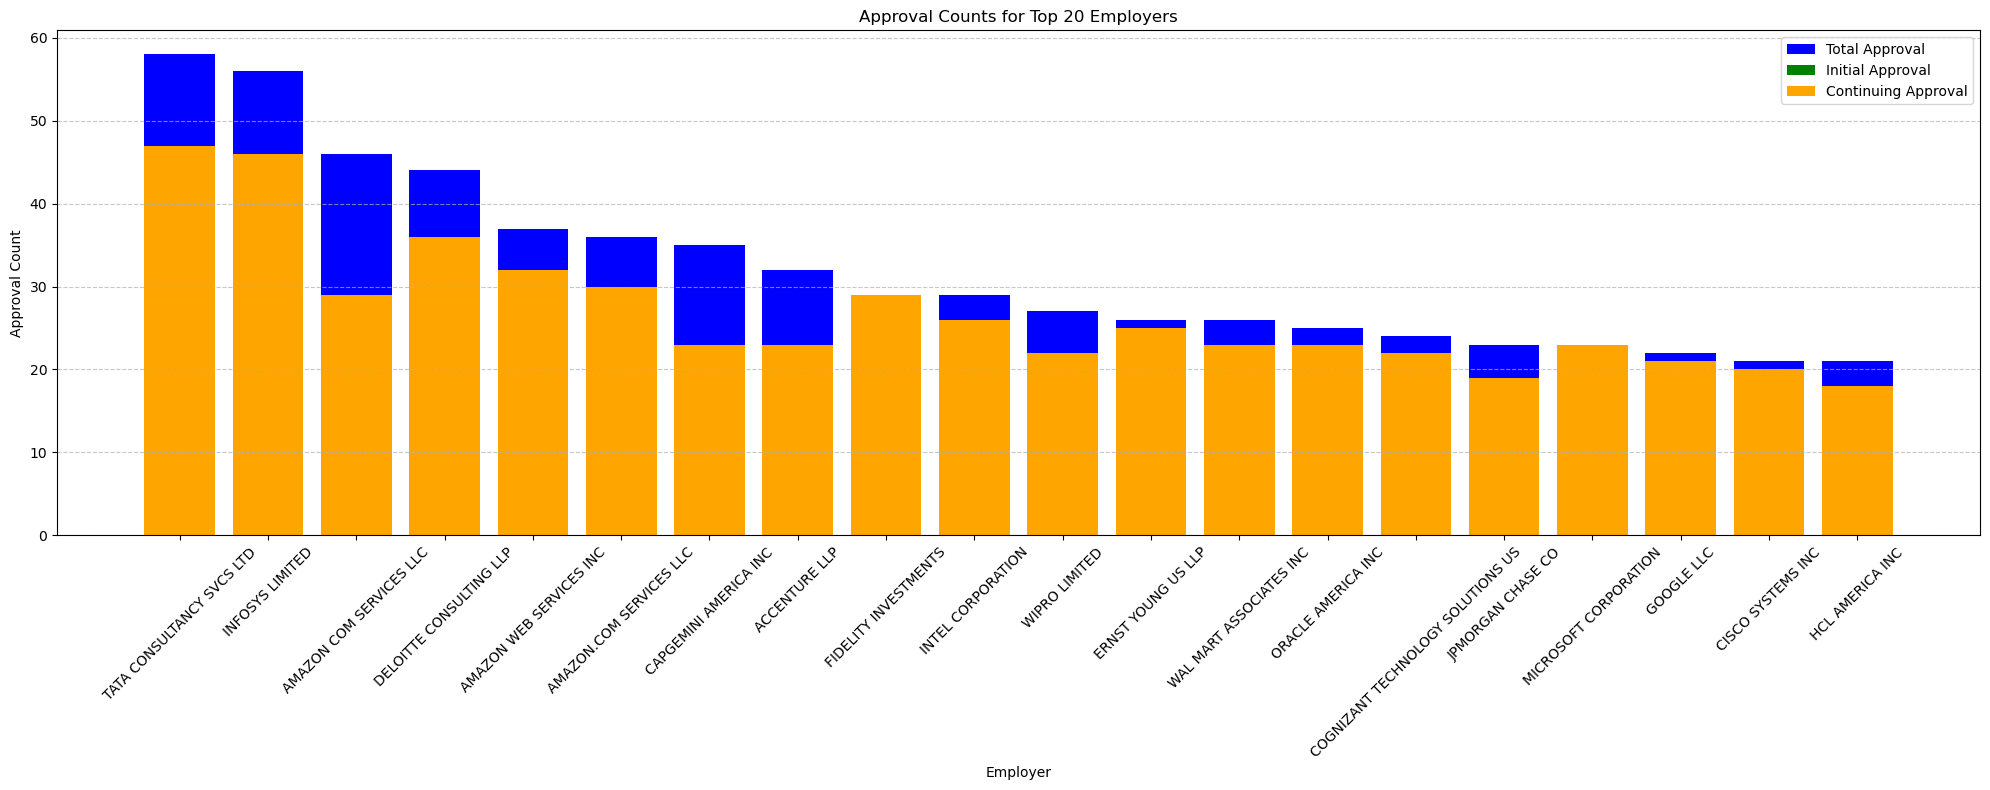 Approval Counts for Top 20 Employers
Total Approval
Initial Approval
Continuing Approval
Approval Count
60
50
40
30
20
10
0
TATA CONSULTANCY SVCS LTD
INFOSYS LIMITED
AMAZON COM SERVICES LLC
DELOITTE CONSULTING LLP
AMAZON WEB SERVICES INC
AMAZON.COM SERVICES LLC
CAPGEMINI AMERICA INC
ACCENTURE LLP
FIDELITY INVESTMENTS
INTEL CORPORATION
WIPRO LIMITED
ERNST YOUNG US LLP
WAL MART ASSOCIATES INC
ORACLE AMERICA INC
COGNIZANT TECHNOLOGY SOLUTIONS US
JPMORGAN CHASE CO
MICROSOFT CORPORATION
GOOGLE LLC
CISCO SYSTEMS INC
HCL AMERICA INC
Employer